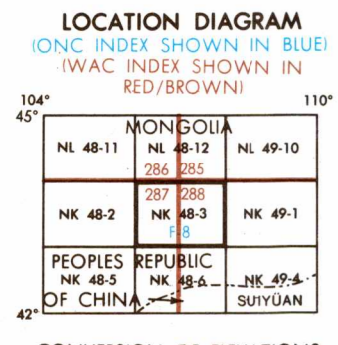 LOCATION DIAGRAM
(ONC INDEX SHOWN IN BLUE)
(WAC INDEX SHOWN IN
RED/BROWN)
104° 110°
45°
MONGOLIA
NL 48-11 NL 48-12 NL 49-10
286 285
287 288
NK 48-2 NK 48-3 NK 49-1
F-8
PEOPLES REPUBLIC
NK 48-5 NK 48-6 NK 49-4
OF CHINA SUIYÜAN
42°